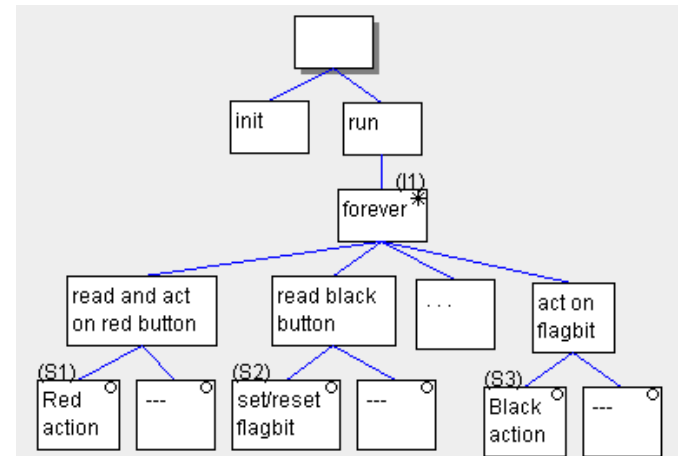 init
run
(I1)
forever *
read and act
on red button
read black
button
. . .
act on
flagbit
(S1)
Red
action
---
(S2)
set/reset
flagbit
---
(S3)
Black
action
---